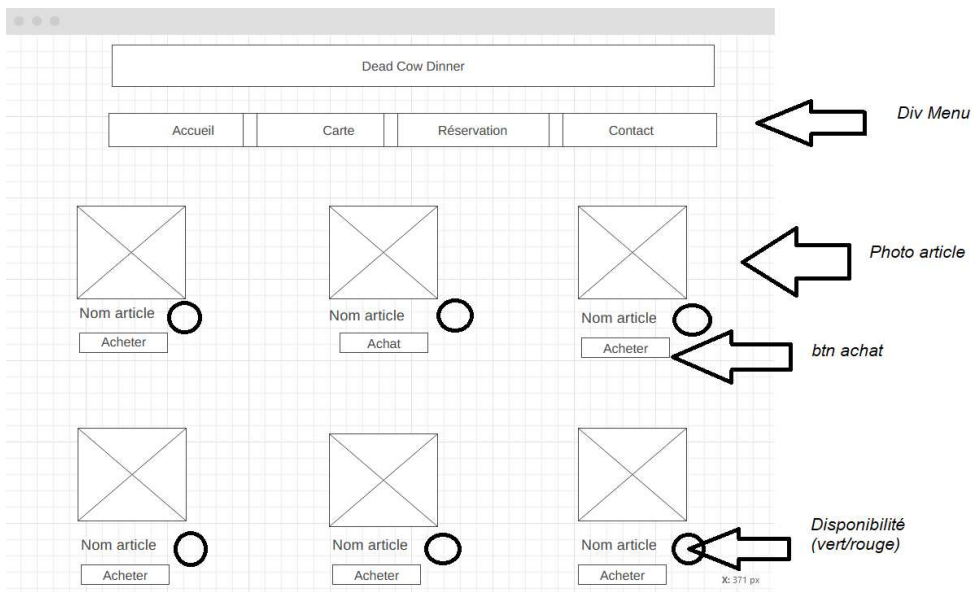 Dead Cow Dinner
Div Menu
Accueil
Carte
Réservation
Contact
Photo article
Nom article
Nom article
Nom article
Acheter
Achat
Acheter
btn achat
Disponibilité
(vert/rouge)
Nom article
Nom article
Nom article
Acheter
Acheter
Acheter
X: 371 px